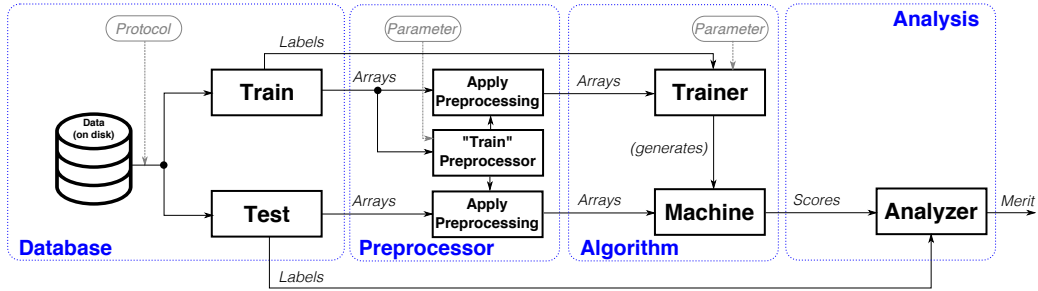 Protocol
Parameter
Parameter
Analysis
Labels
Data
(on disk)
Train
Arrays
Apply
Preprocessing
Arrays
Trainer
"Train"
Preprocessor
(generates)
Test
Arrays
Apply
Preprocessing
Arrays
Machine
Scores
Analyzer
Merit
Database
Preprocessor
Algorithm
Labels